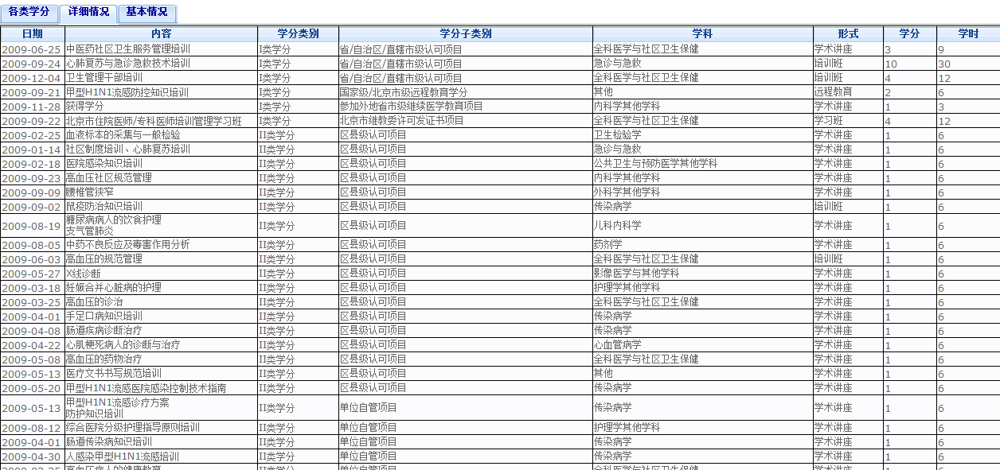 各类学分 详细情况 基本情况
日期 内容 学分类别 学分子类别 学科 形式 学分 学时
2009-06-25 中医药社区卫生服务管理培训 I类学分 省/自治区/直辖市级认可项目 全科医学与社区卫生保健 学术讲座 3 9
2009-09-24 心肺复苏与急诊急救技术培训 I类学分 省/自治区/直辖市级认可项目 急诊与急救 培训班 10 30
2009-12-04 卫生管理干部培训 I类学分 省/自治区/直辖市级认可项目 全科医学与社区卫生保健 培训班 4 12
2009-09-21 甲型H1N1流感防控知识培训 I类学分 国家级/北京市级远程教育学分 其他 远程教育 2 6
2009-11-28 获得学分 I类学分 参加外地省市级继续医学教育项目 内科学其他学科 学术讲座 1 3
2009-09-22 北京市住院医师/专科医师培训管理学习班 I类学分 北京市继教委许可发证书项目 全科医学与社区卫生保健 学习班 4 12
2009-02-25 血液标本的采集与一般检验 II类学分 区县级认可项目 卫生检验学 学术讲座 1 6
2009-01-14 社区制度培训、心肺复苏培训 II类学分 区县级认可项目 急诊与急救 学术讲座 1 6
2009-02-18 医院感染知识培训 II类学分 区县级认可项目 公共卫生与预防医学其他学科 学术讲座 1 6
2009-09-23 高血压社区规范管理 II类学分 区县级认可项目 内科学其他学科 学术讲座 1 6
2009-09-09 腰椎管狭窄 II类学分 区县级认可项目 外科学其他学科 学术讲座 1 6
2009-09-02 鼠疫防治知识培训 II类学分 区县级认可项目 传染病学 培训班 1 6
2009-08-19 糖尿病病人的饮食护理
支气管肺炎 II类学分 区县级认可项目 儿科内科学 学术讲座 1 6
2009-08-05 中药不良反应及毒害作用分析 II类学分 区县级认可项目 药剂学 学术讲座 1 6
2009-06-03 高血压的规范管理 II类学分 区县级认可项目 全科医学与社区卫生保健 培训班 1 6
2009-05-27 X线诊断 II类学分 区县级认可项目 影像医学与其他学科 学术讲座 1 6
2009-03-18 妊娠合并心脏病的护理 II类学分 区县级认可项目 护理学其他学科 学术讲座 1 6
2009-03-25 高血压的诊治 II类学分 区县级认可项目 全科医学与社区卫生保健 学术讲座 1 6
2009-04-01 手足口病知识培训 II类学分 区县级认可项目 传染病学 学术讲座 1 6
2009-04-08 肠道疾病诊断治疗 II类学分 区县级认可项目 传染病学 学术讲座 1 6
2009-04-22 心肌梗死病人的诊断与治疗 II类学分 区县级认可项目 心血管病学 学术讲座 1 6
2009-05-08 高血压的药物治疗 II类学分 区县级认可项目 全科医学与社区卫生保健 学术讲座 1 6
2009-05-13 医疗文书书写规范培训 II类学分 区县级认可项目 其他 学术讲座 1 6
2009-05-20 甲型H1N1流感医院感染控制技术指南 II类学分 区县级认可项目 传染病学 学术讲座 1 6
2009-05-13 甲型H1N1流感诊疗方案
防护知识培训 II类学分 单位自管项目 传染病学 学术讲座 1 6
2009-08-12 综合医院分级护理指导原则培训 II类学分 单位自管项目 护理学其他学科 学术讲座 1 6
2009-04-01 肠道传染病知识培训 II类学分 单位自管项目 传染病学 学术讲座 1 6
2009-04-30 人感染甲型H1N1流感培训 II类学分 单位自管项目 传染病学 学术讲座 1 6
高血压病人的健康教育 II类学分 单位自管项目 全科医学与社区卫生保健 学术讲座 1 6